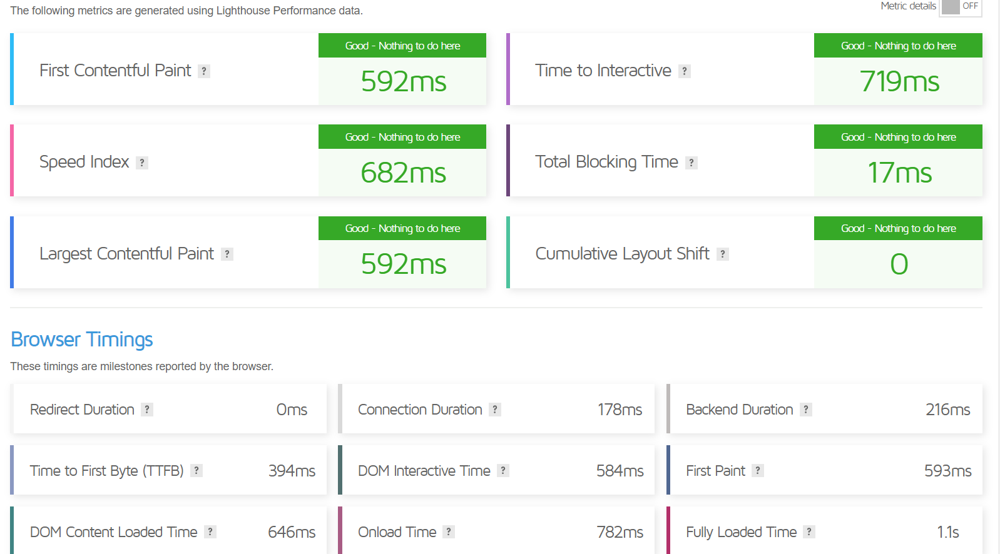 The following metrics are generated using Lighthouse Performance data.
Metric details OFF
First Contentful Paint ?
Good - Nothing to do here
592ms
Time to Interactive ?
Good - Nothing to do here
719ms
Speed Index ?
Good - Nothing to do here
682ms
Total Blocking Time ?
Good - Nothing to do here
17ms
Largest Contentful Paint ?
Good - Nothing to do here
592ms
Cumulative Layout Shift ?
Good - Nothing to do here
0
Browser Timings
These timings are milestones reported by the browser.
Redirect Duration ? 0ms
Connection Duration ? 178ms
Backend Duration ? 216ms
Time to First Byte (TTFB) ? 394ms
DOM Interactive Time ? 584ms
First Paint ? 593ms
DOM Content Loaded Time ? 646ms
Onload Time ? 782ms
Fully Loaded Time ? 1.1s